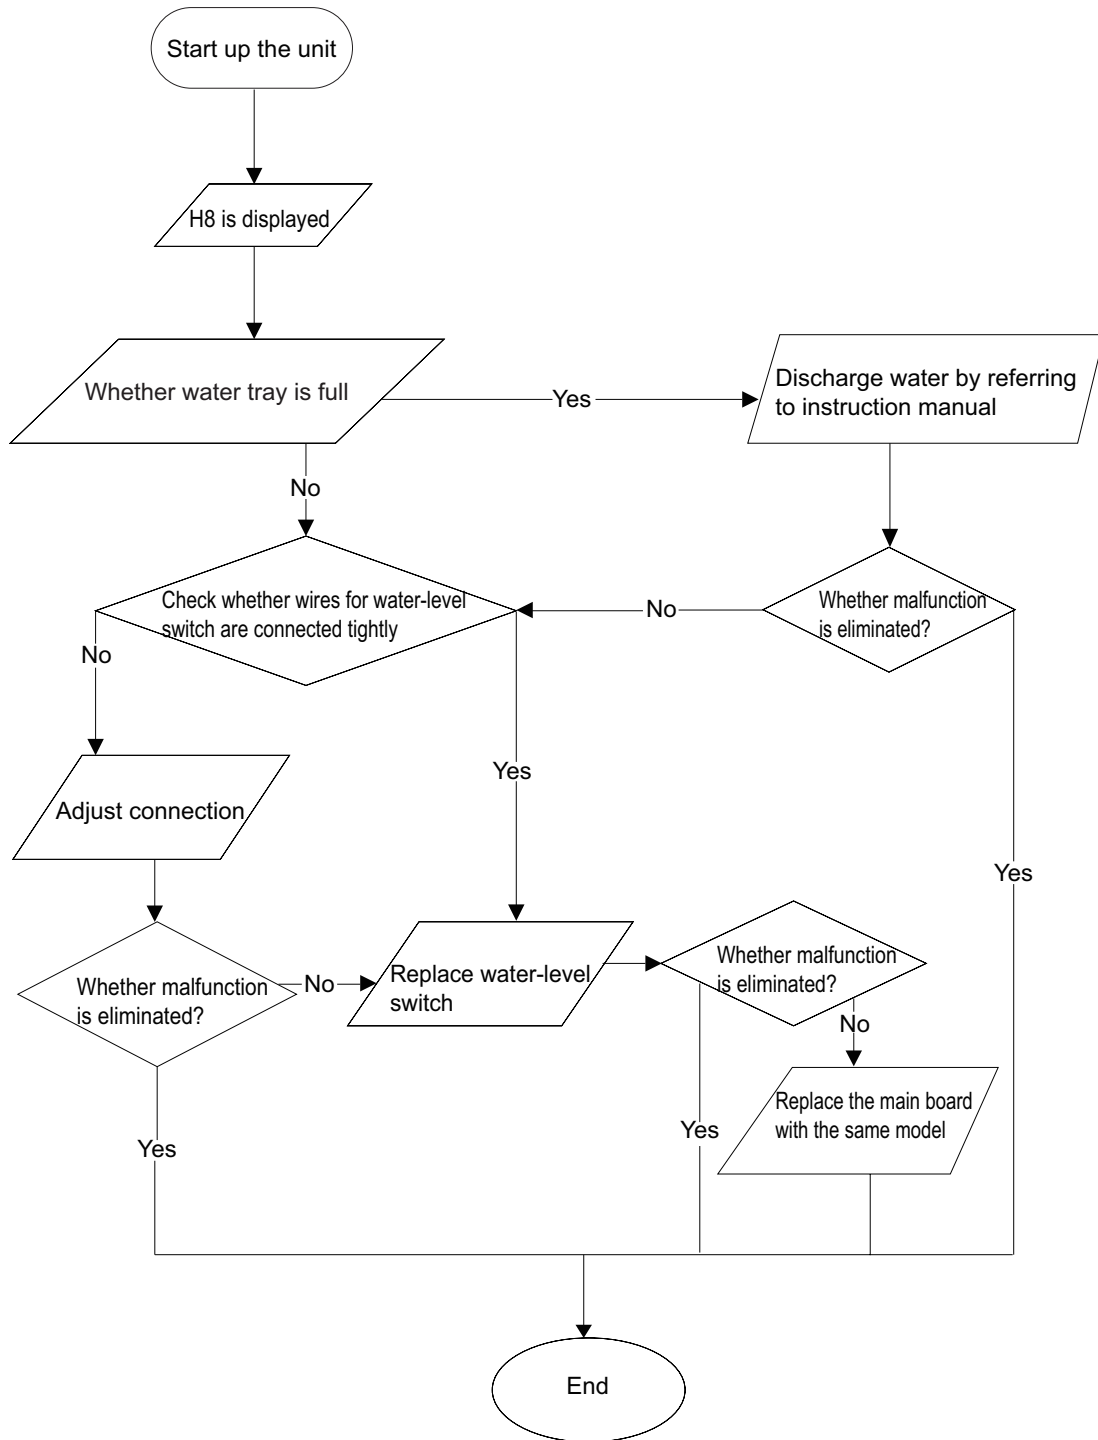 Start up the unit
H8 is displayed
Whether water tray is full
Yes
Discharge water by referring
to instruction manual
No
Check whether wires for water-level
switch are connected tightly
No
Whether malfunction
is eliminated?
No
Yes
Adjust connection
Yes
Whether malfunction
is eliminated?
No
Replace water-level
switch
Whether malfunction
is eliminated?
No
Replace the main board
with the same model
Yes
Yes
End